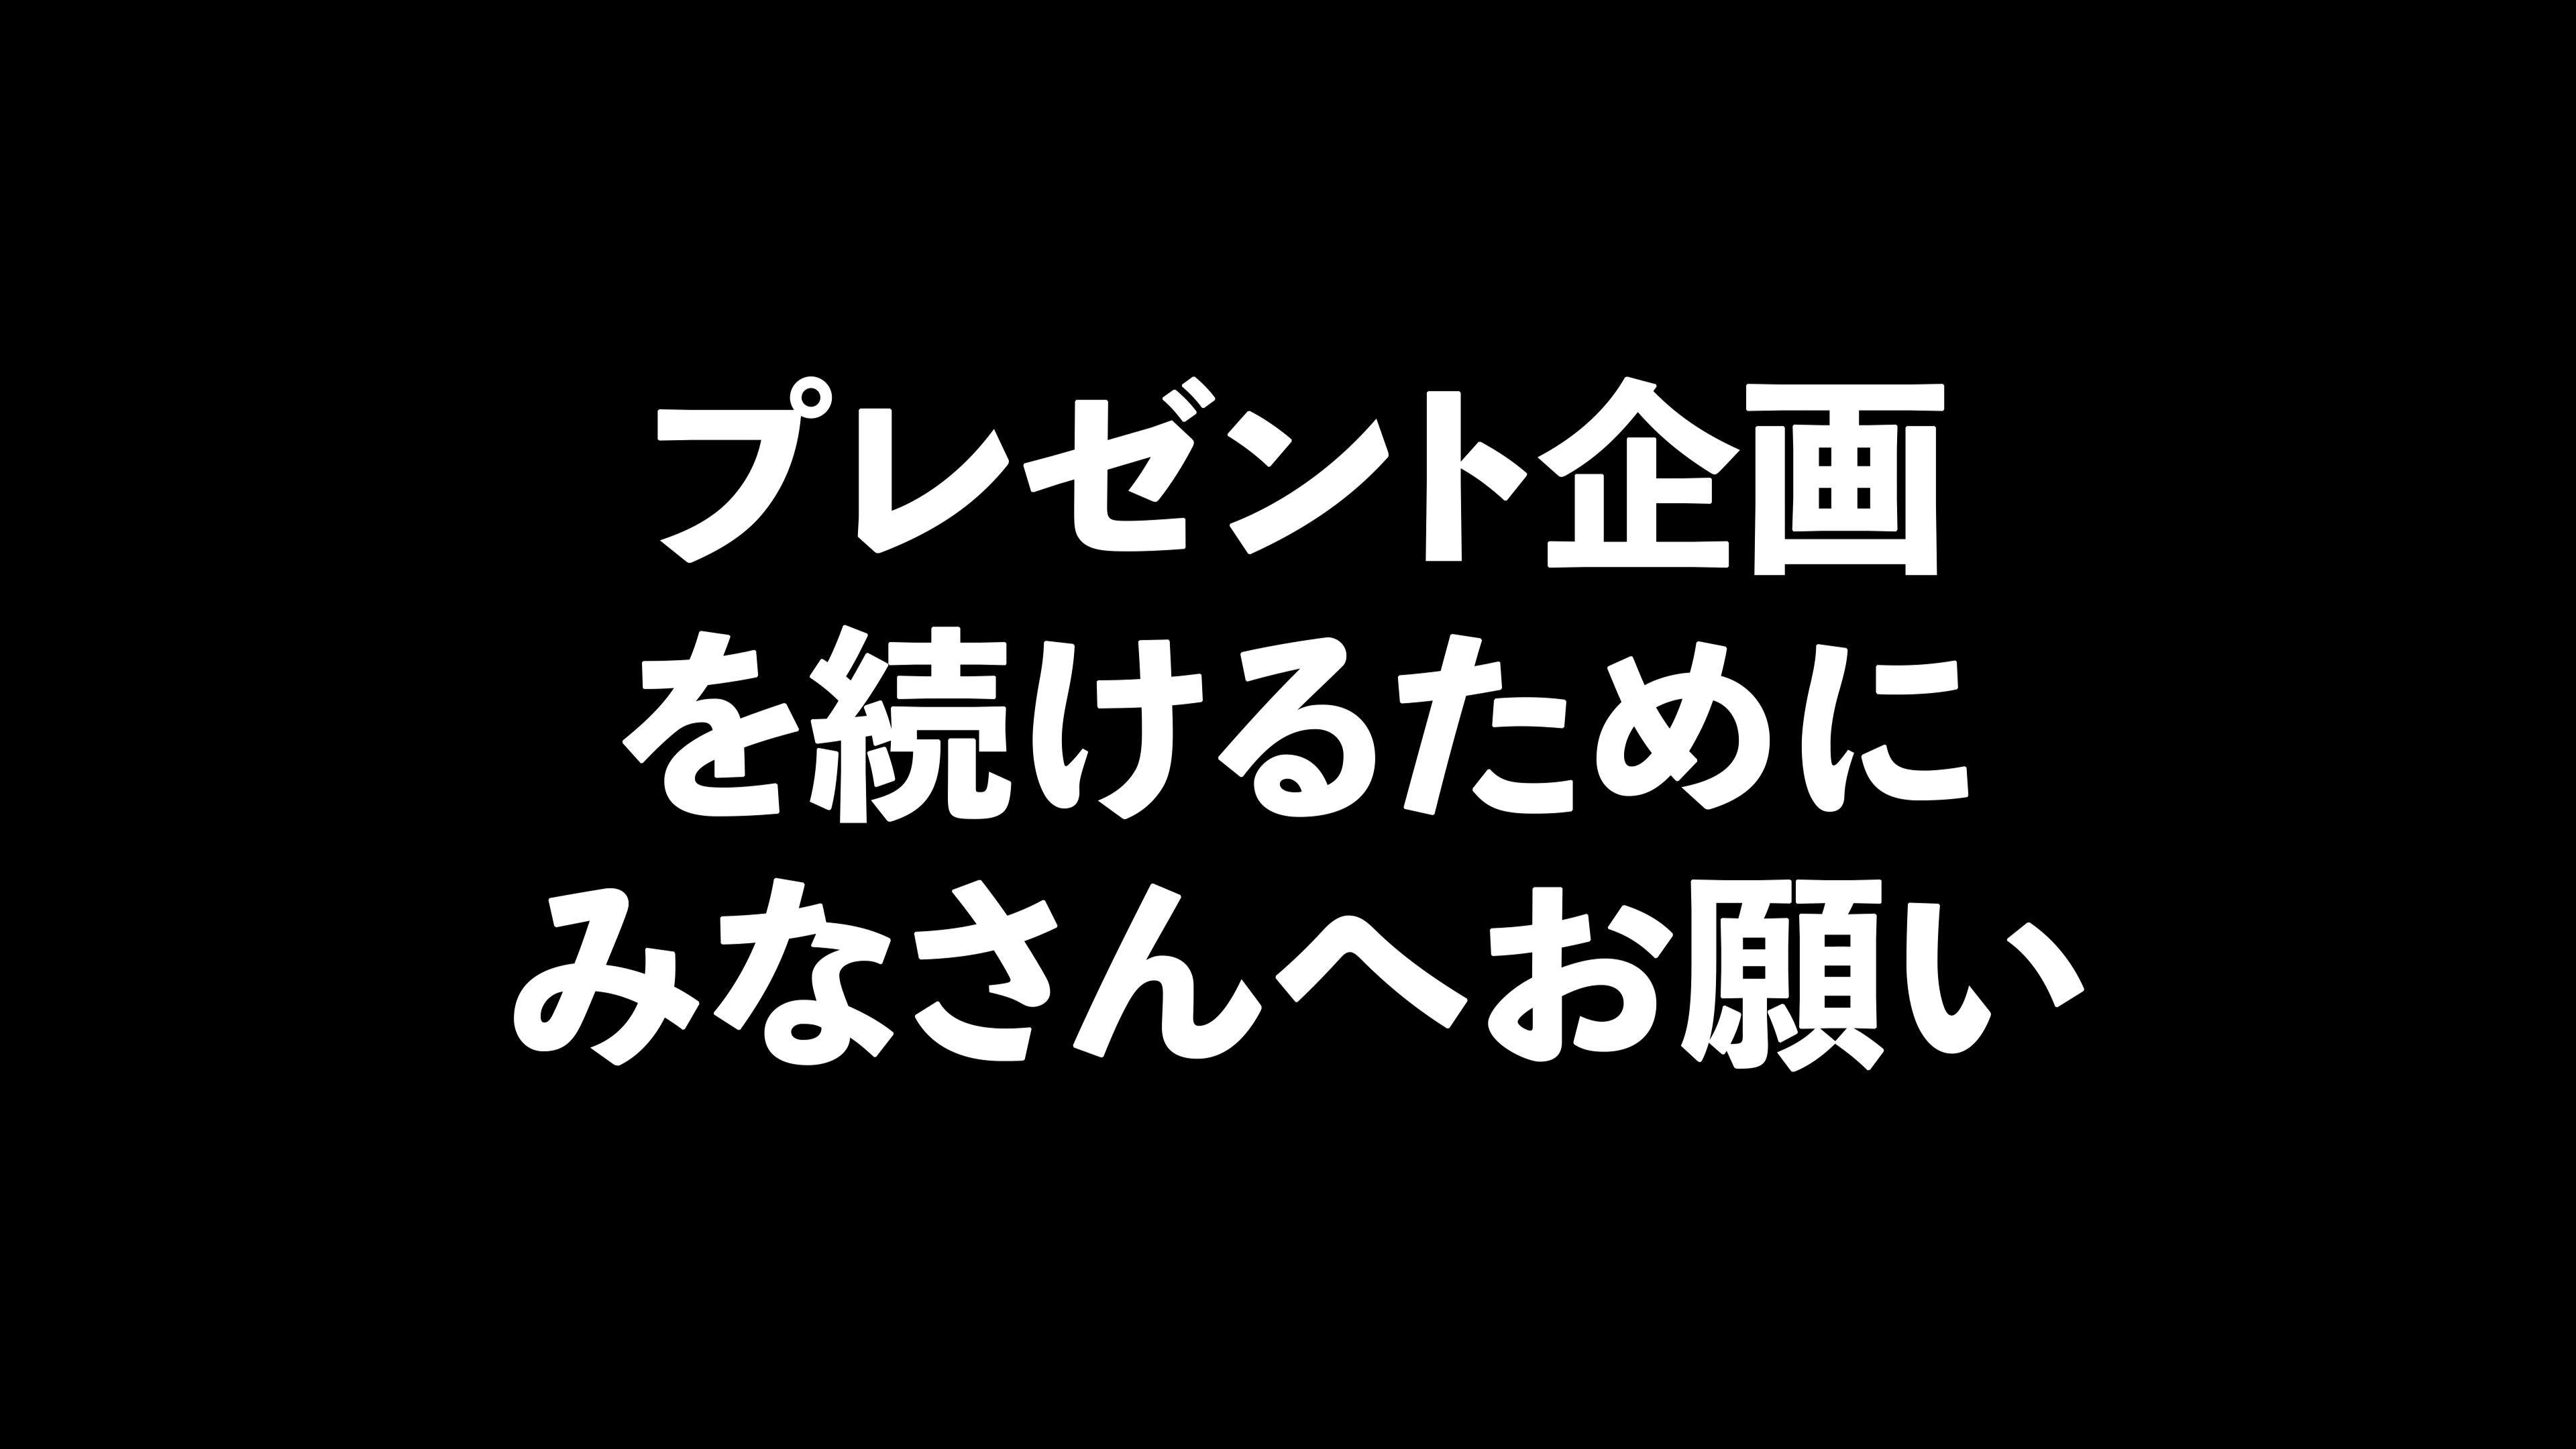 プレゼント企画
を続けるために
みなさんへお願い